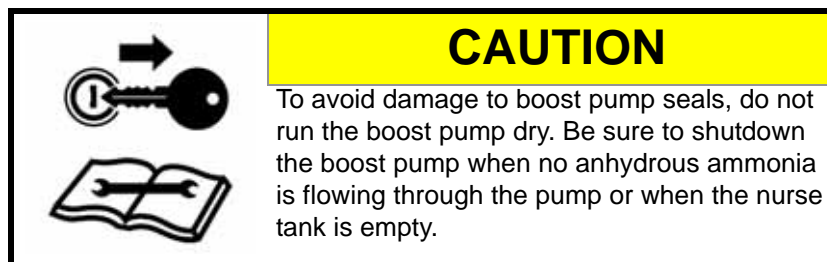 CAUTION
To avoid damage to boost pump seals, do not
run the boost pump dry. Be sure to shutdown
the boost pump when no anhydrous ammonia
is flowing through the pump or when the nurse
tank is empty.